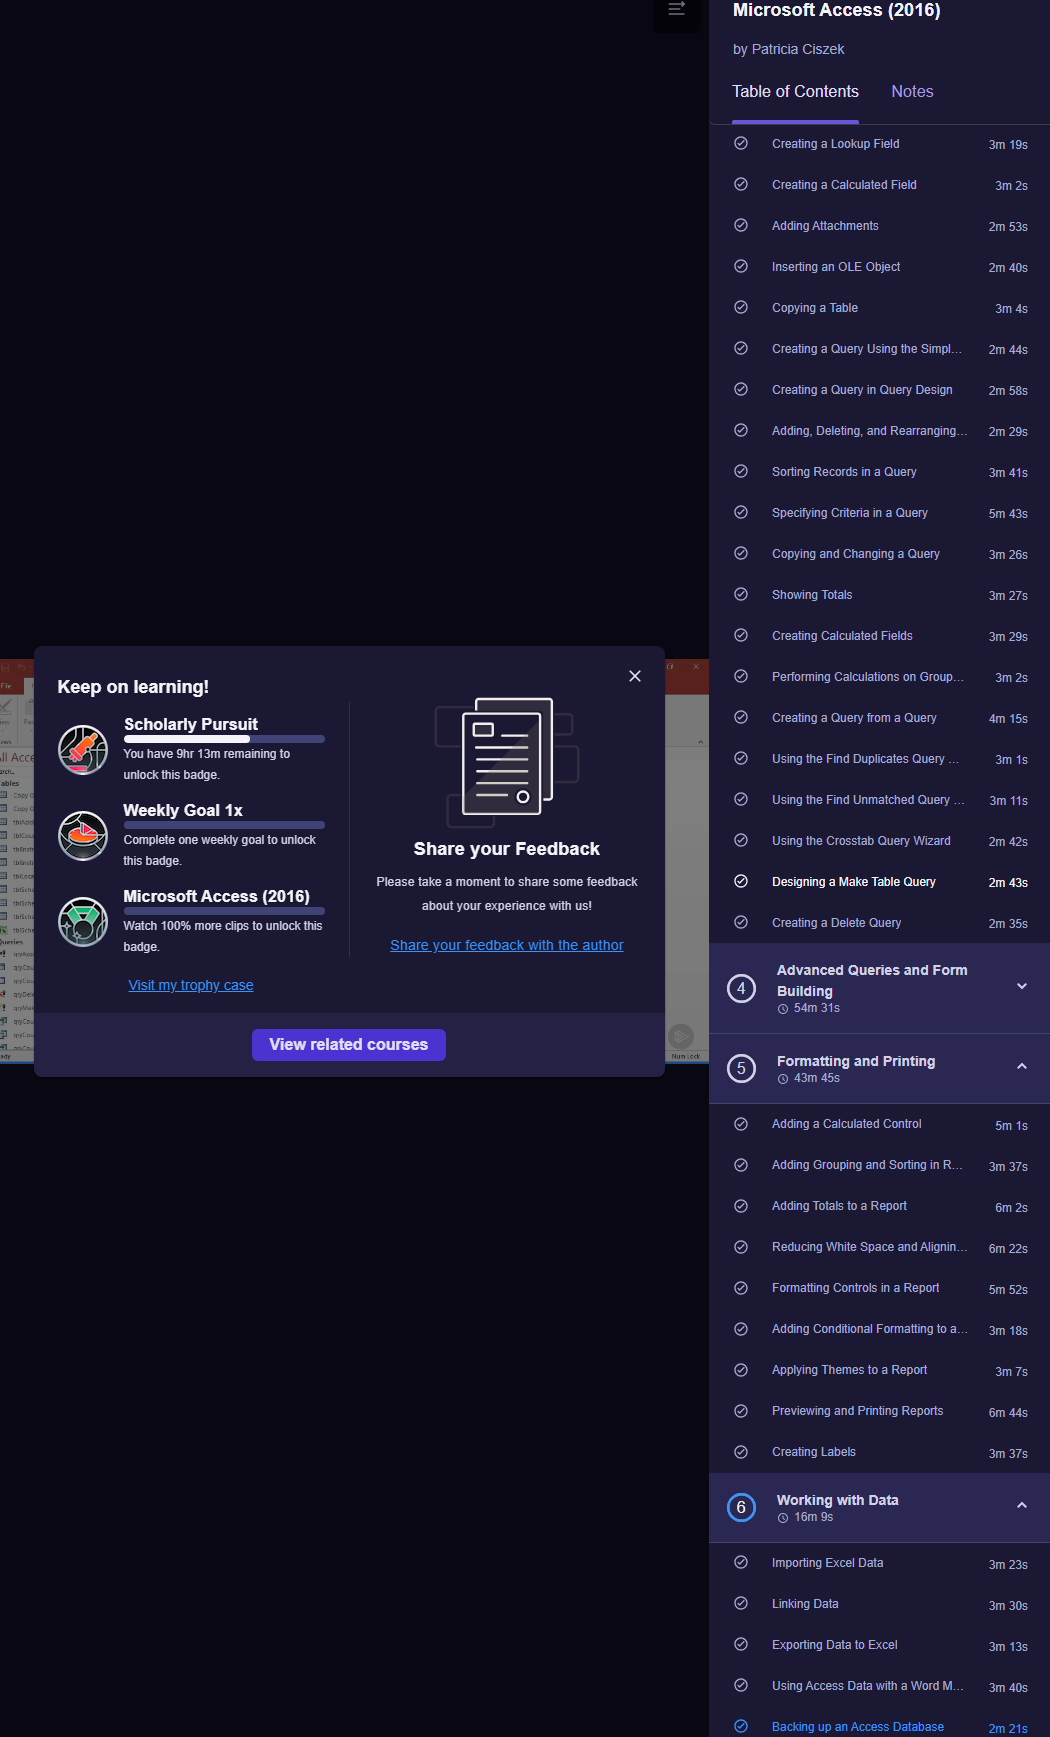 Microsoft Access (2016)
by Patricia Ciszek
Table of Contents
Notes
Creating a Lookup Field 3m 19s
Creating a Calculated Field 3m 2s
Adding Attachments 2m 53s
Inserting an OLE Object 2m 40s
Copying a Table 3m 4s
Creating a Query Using the Simpl... 2m 44s
Creating a Query in Query Design 2m 58s
Adding, Deleting, and Rearranging... 2m 29s
Sorting Records in a Query 3m 41s
Specifying Criteria in a Query 5m 43s
Copying and Changing a Query 3m 26s
Showing Totals 3m 27s
Creating Calculated Fields 3m 29s
Performing Calculations on Group... 3m 2s
Creating a Query from a Query 4m 15s
Using the Find Duplicates Query ... 3m 1s
Using the Find Unmatched Query ... 3m 11s
Using the Crosstab Query Wizard 2m 42s
Designing a Make Table Query 2m 43s
Creating a Delete Query 2m 35s
4 Advanced Queries and Form
Building
54m 31s
5 Formatting and Printing
43m 45s
Adding a Calculated Control 5m 1s
Adding Grouping and Sorting in R... 3m 37s
Adding Totals to a Report 6m 2s
Reducing White Space and Alignin... 6m 22s
Formatting Controls in a Report 5m 52s
Adding Conditional Formatting to a... 3m 18s
Applying Themes to a Report 3m 7s
Previewing and Printing Reports 6m 44s
Creating Labels 3m 37s
6 Working with Data
16m 9s
Importing Excel Data 3m 23s
Linking Data 3m 30s
Exporting Data to Excel 3m 13s
Using Access Data with a Word M... 3m 40s
Backing up an Access Database 2m 21s
Keep on learning!
Scholarly Pursuit
You have 9hr 13m remaining to
unlock this badge.
Weekly Goal 1x
Complete one weekly goal to unlock
this badge.
Microsoft Access (2016)
Watch 100% more clips to unlock this
badge.
Visit my trophy case
Share your Feedback
Please take a moment to share some feedback
about your experience with us!
Share your feedback with the author
View related courses
Num Lock